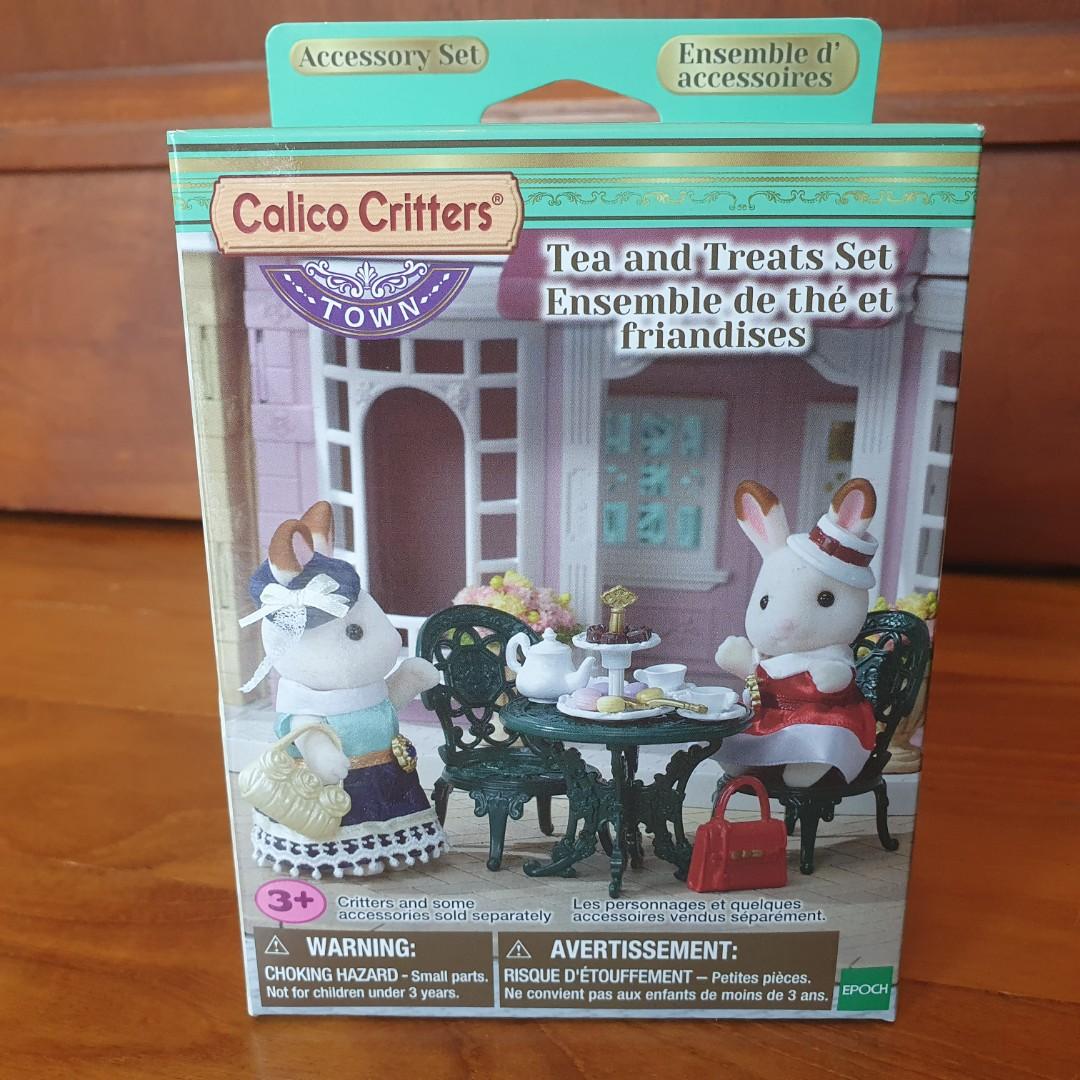 Accessory Set
Ensemble d'
accessoires
Calico Critters®
TOWN
Tea and Treats Set
Ensemble de thé et
friandises
3+
Critters and some
accessories sold separately
Les personnages et quelques
accessoires vendus séparément.
⚠ WARNING:
CHOKING HAZARD - Small parts.
Not for children under 3 years.
⚠ AVERTISSEMENT:
RISQUE D'ÉTOUFFEMENT – Petites pièces.
Ne convient pas aux enfants de moins de 3 ans.
EPOCH